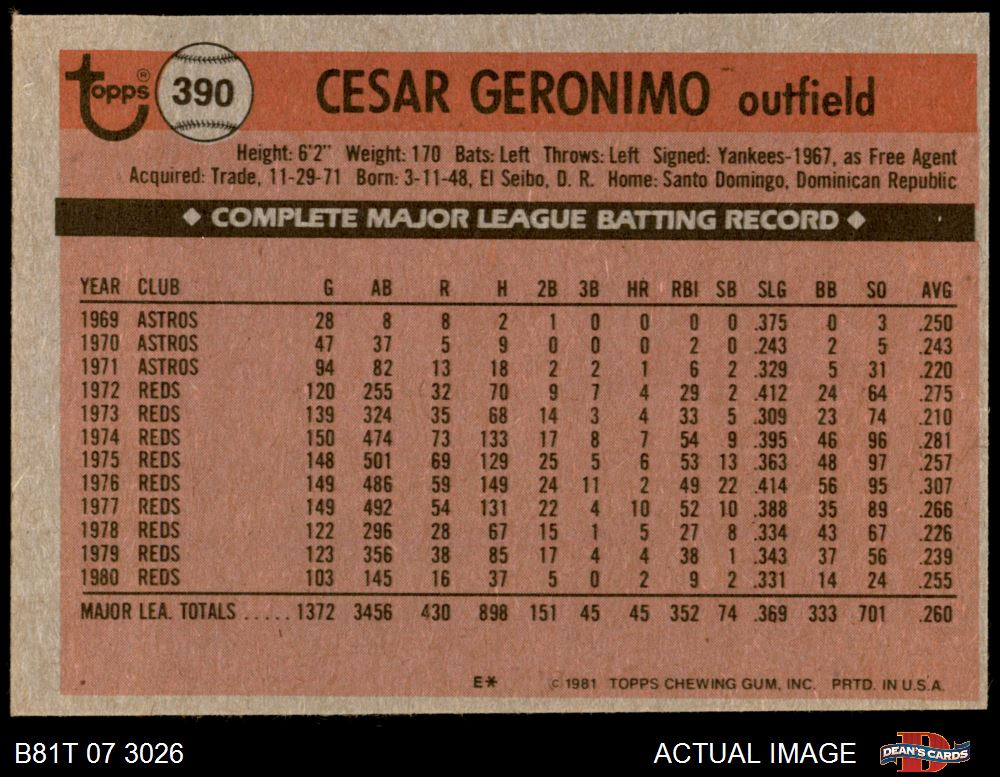 topps® 390 CESAR GERONIMO outfield
Height: 6'2" Weight: 170 Bats: Left Throws: Left Signed: Yankees-1967, as Free Agent
Acquired: Trade, 11-29-71 Born: 3-11-48, El Seibo, D. R. Home: Santo Domingo, Dominican Republic
◆ COMPLETE MAJOR LEAGUE BATTING RECORD ◆
YEAR CLUB G AB R H 2B 3B HR RBI SB SLG BB SO AVG
1969 ASTROS 28 8 8 2 1 0 0 0 0 .375 0 3 .250
1970 ASTROS 47 37 5 9 0 0 0 2 0 .243 2 5 .243
1971 ASTROS 94 82 13 18 2 2 1 6 2 .329 5 31 .220
1972 REDS 120 255 32 70 9 7 4 29 2 .412 24 64 .275
1973 REDS 139 324 35 68 14 3 4 33 5 .309 23 74 .210
1974 REDS 150 474 73 133 17 8 7 54 9 .395 46 96 .281
1975 REDS 148 501 69 129 25 5 6 53 13 .363 48 97 .257
1976 REDS 149 486 59 149 24 11 2 49 22 .414 56 95 .307
1977 REDS 149 492 54 131 22 4 10 52 10 .388 35 89 .266
1978 REDS 122 296 28 67 15 1 5 27 8 .334 43 67 .226
1979 REDS 123 356 38 85 17 4 4 38 1 .343 37 56 .239
1980 REDS 103 145 16 37 5 0 2 9 2 .331 14 24 .255
MAJOR LEA. TOTALS ..... 1372 3456 430 898 151 45 45 352 74 .369 333 701 .260
E* © 1981 TOPPS CHEWING GUM, INC. PRTD. IN U.S.A.
B81T 07 3026 ACTUAL IMAGE DEAN'S CARDS